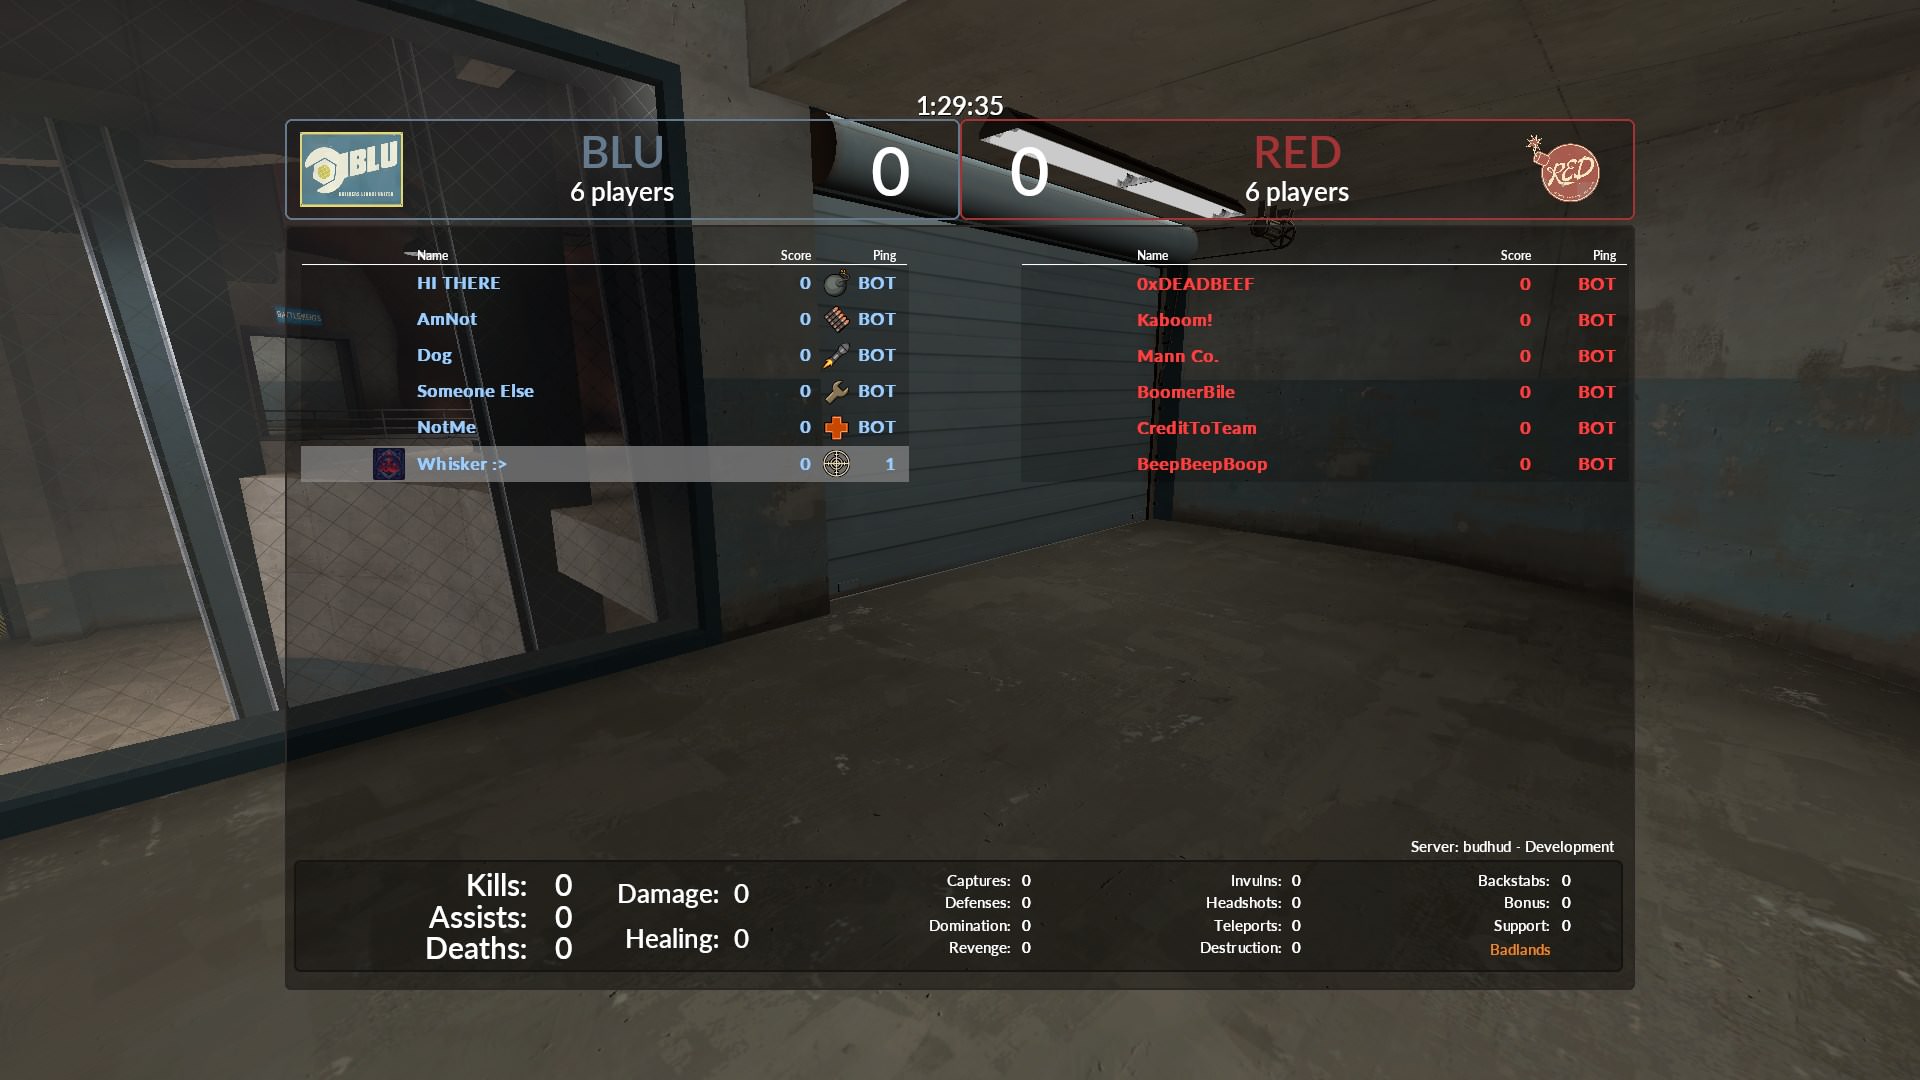 1:29:35
BLU
BLU
6 players
0
0
RED
6 players
RED
Name Score Ping
HI THERE 0 BOT
AmNot 0 BOT
Dog 0 BOT
Someone Else 0 BOT
NotMe 0 BOT
Whisker :> 0 1
Name Score Ping
0xDEADBEEF 0 BOT
Kaboom! 0 BOT
Mann Co. 0 BOT
BoomerBile 0 BOT
CreditToTeam 0 BOT
BeepBeepBoop 0 BOT
Server: budhud - Development
Kills: 0
Assists: 0
Deaths: 0
Damage: 0
Healing: 0
Captures: 0
Defenses: 0
Domination: 0
Revenge: 0
Invulns: 0
Headshots: 0
Teleports: 0
Destruction: 0
Backstabs: 0
Bonus: 0
Support: 0
Badlands